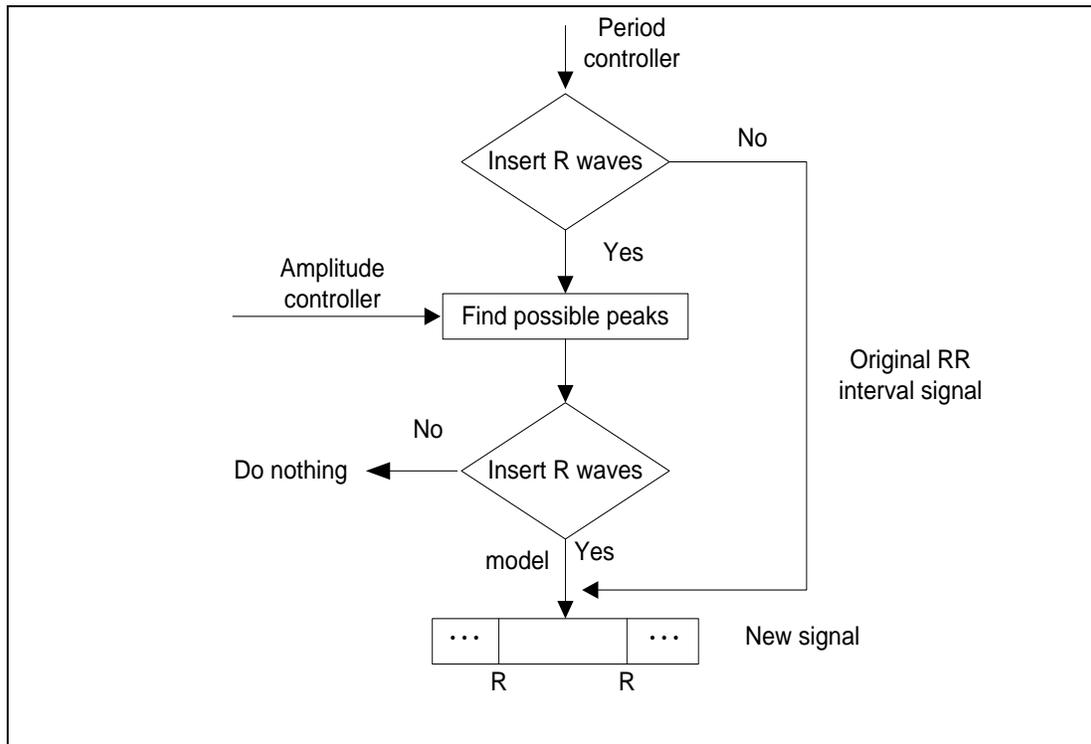 Period
controller
Insert R waves
No
Yes
Amplitude
controller
Find possible peaks
Original RR
interval signal
No
Do nothing
Insert R waves
model
Yes
...
...
New signal
R
R